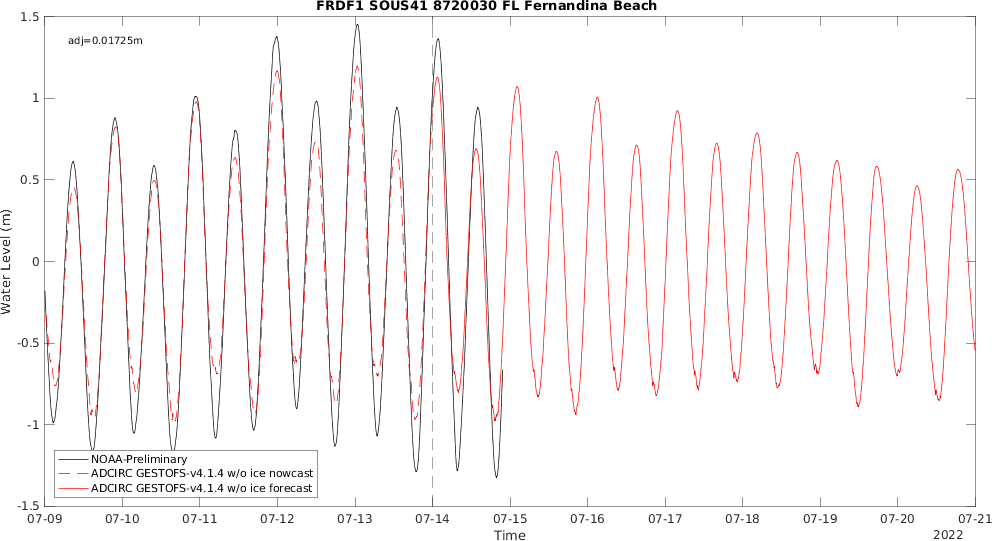 FRDF1 SOUS41 8720030 FL Fernandina Beach
adj=0.01725m
Water Level (m)
1.5
1
0.5
0
-0.5
-1
-1.5
NOAA-Preliminary
ADCIRC GESTOFS-v4.1.4 w/o ice nowcast
ADCIRC GESTOFS-v4.1.4 w/o ice forecast
07-09 07-10 07-11 07-12 07-13 07-14 07-15 07-16 07-17 07-18 07-19 07-20 07-21
Time
2022